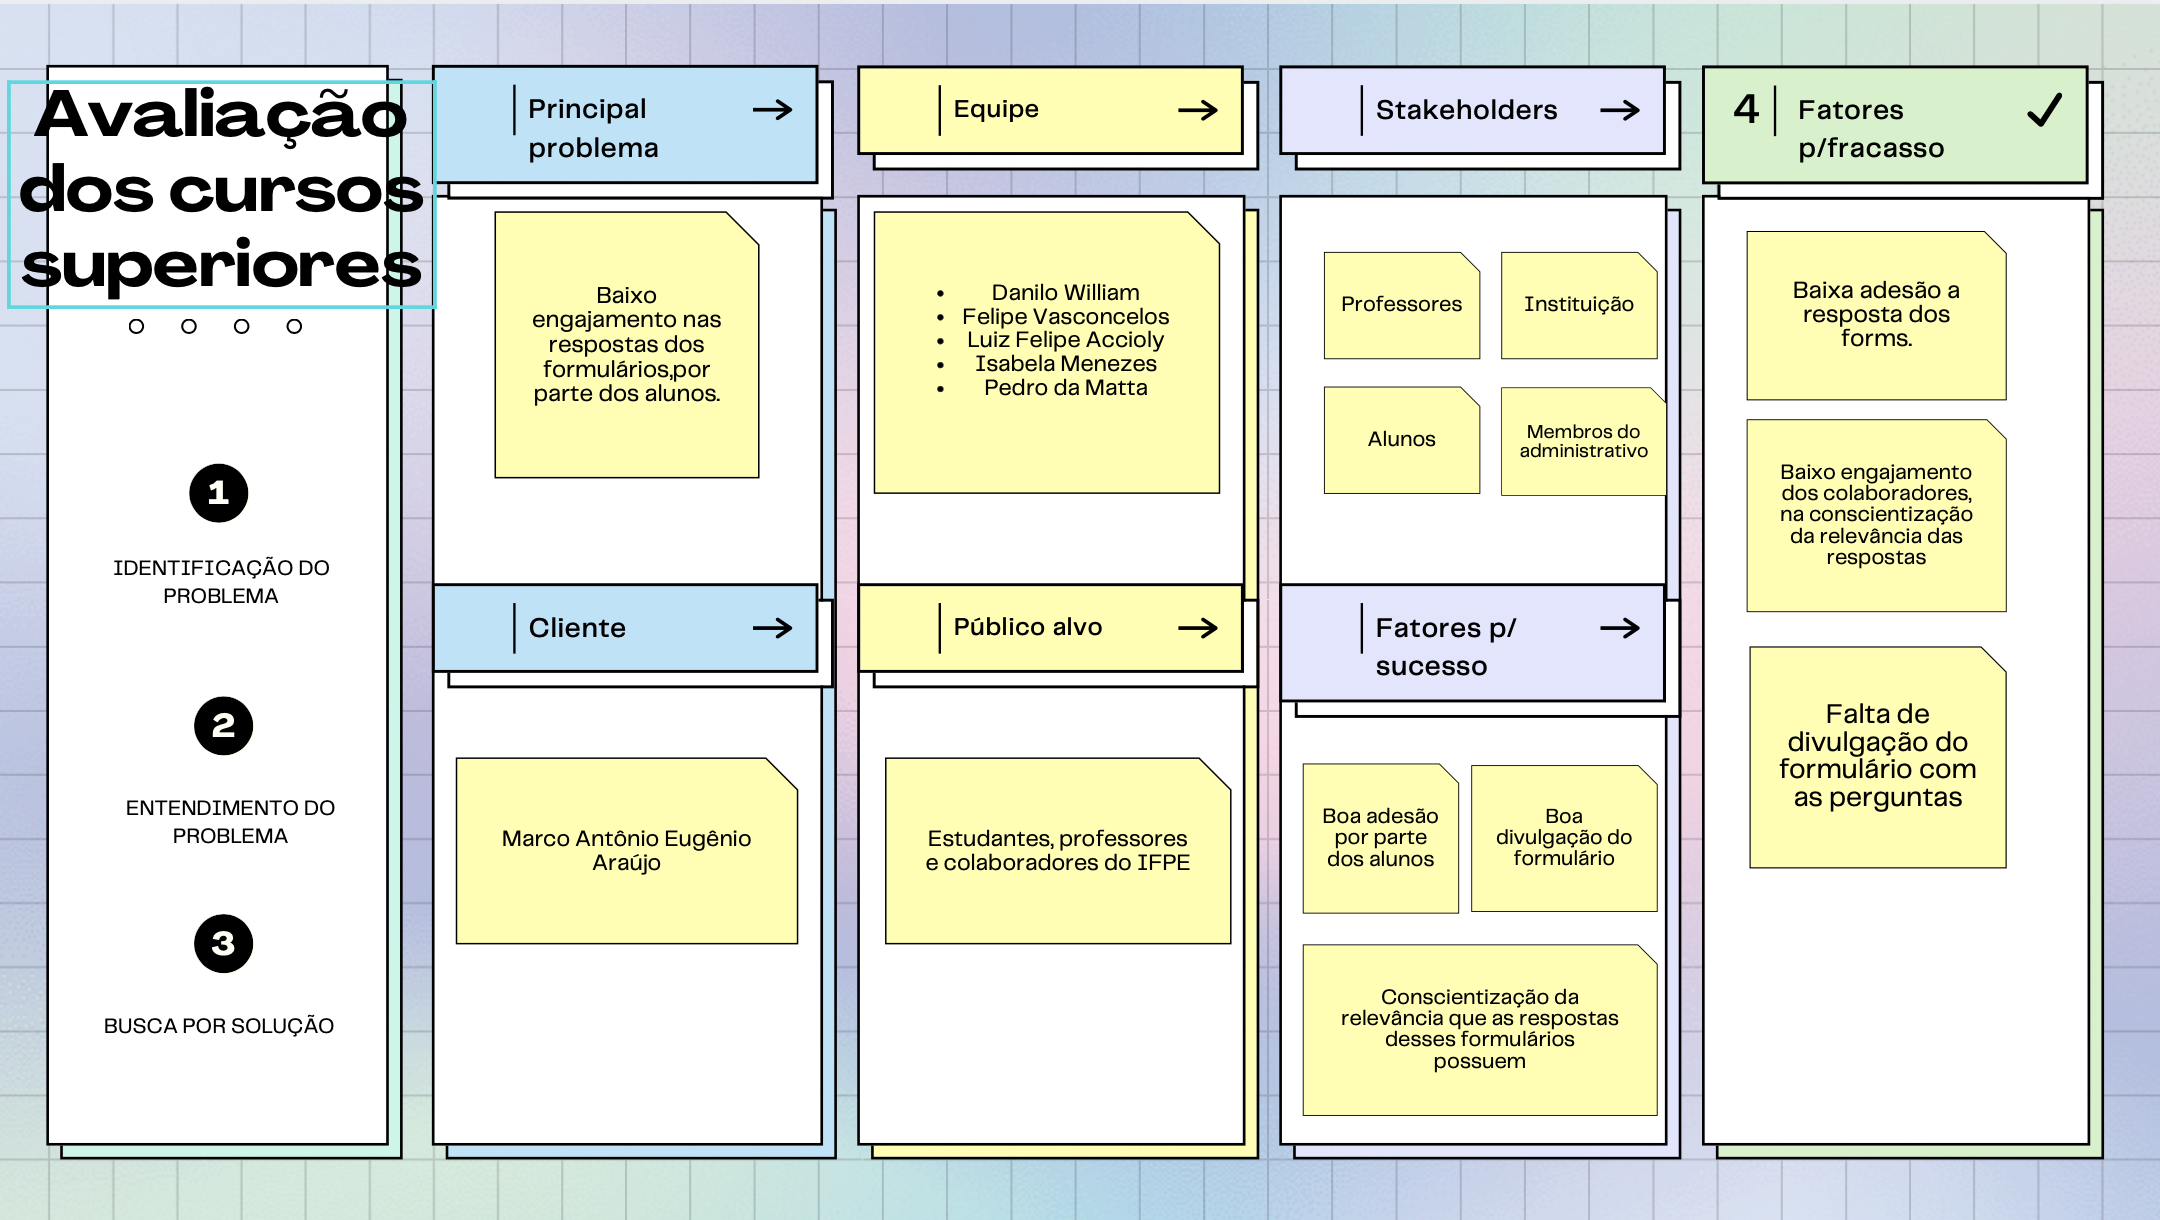 Avaliação
dos cursos
superiores
1
IDENTIFICAÇÃO DO
PROBLEMA
2
ENTENDIMENTO DO
PROBLEMA
3
BUSCA POR SOLUÇÃO
Principal
problema
Baixo
engajamento nas
respostas dos
formulários,por
parte dos alunos.
Cliente
Marco Antônio Eugênio
Araújo
Equipe
• Danilo William
• Felipe Vasconcelos
• Luiz Felipe Accioly
• Isabela Menezes
• Pedro da Matta
Público alvo
Estudantes, professores
e colaboradores do IFPE
Stakeholders
Professores
Instituição
Alunos
Membros do
administrativo
Fatores p/
sucesso
Boa adesão
por parte
dos alunos
Boa
divulgação do
formulário
Conscientização da
relevância que as respostas
desses formulários
possuem
4
Fatores
p/fracasso
Baixa adesão a
resposta dos
forms.
Baixo engajamento
dos colaboradores,
na conscientização
da relevância das
respostas
Falta de
divulgação do
formulário com
as perguntas